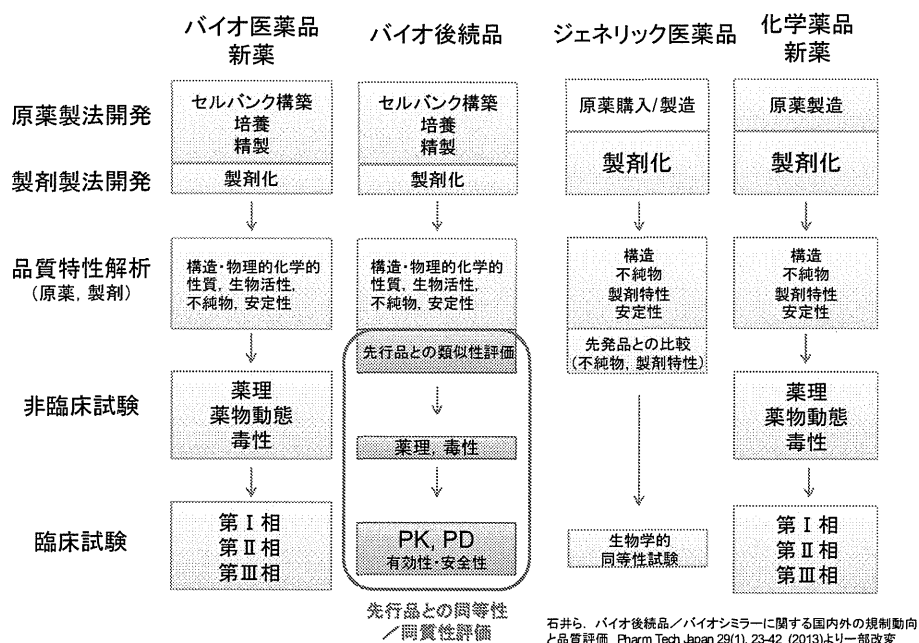 バイオ医薬品
新薬
バイオ後続品
ジェネリック医薬品
化学薬品
新薬
原薬製法開発
セルバンク構築
培養
精製
セルバンク構築
培養
精製
原薬購入/製造
原薬製造
製剤製法開発
製剤化
製剤化
製剤化
製剤化
品質特性解析
(原薬, 製剤)
構造・物理的化学的
性質, 生物活性,
不純物, 安定性
構造・物理的化学的
性質, 生物活性,
不純物, 安定性
構造
不純物
製剤特性
安定性
構造
不純物
製剤特性
安定性
先行品との類似性評価
先発品との比較
(不純物, 製剤特性)
非臨床試験
薬理
薬物動態
毒性
薬理, 毒性
薬理
薬物動態
毒性
臨床試験
第Ⅰ相
第Ⅱ相
第Ⅲ相
PK, PD
有効性・安全性
生物学的
同等性試験
第Ⅰ相
第Ⅱ相
第Ⅲ相
先行品との同等性
/同質性評価
石井ら. バイオ後続品/バイオシミラーに関する国内外の規制動向
と品質評価 Pharm Tech Japan 29(1), 23-42 (2013)より一部改変